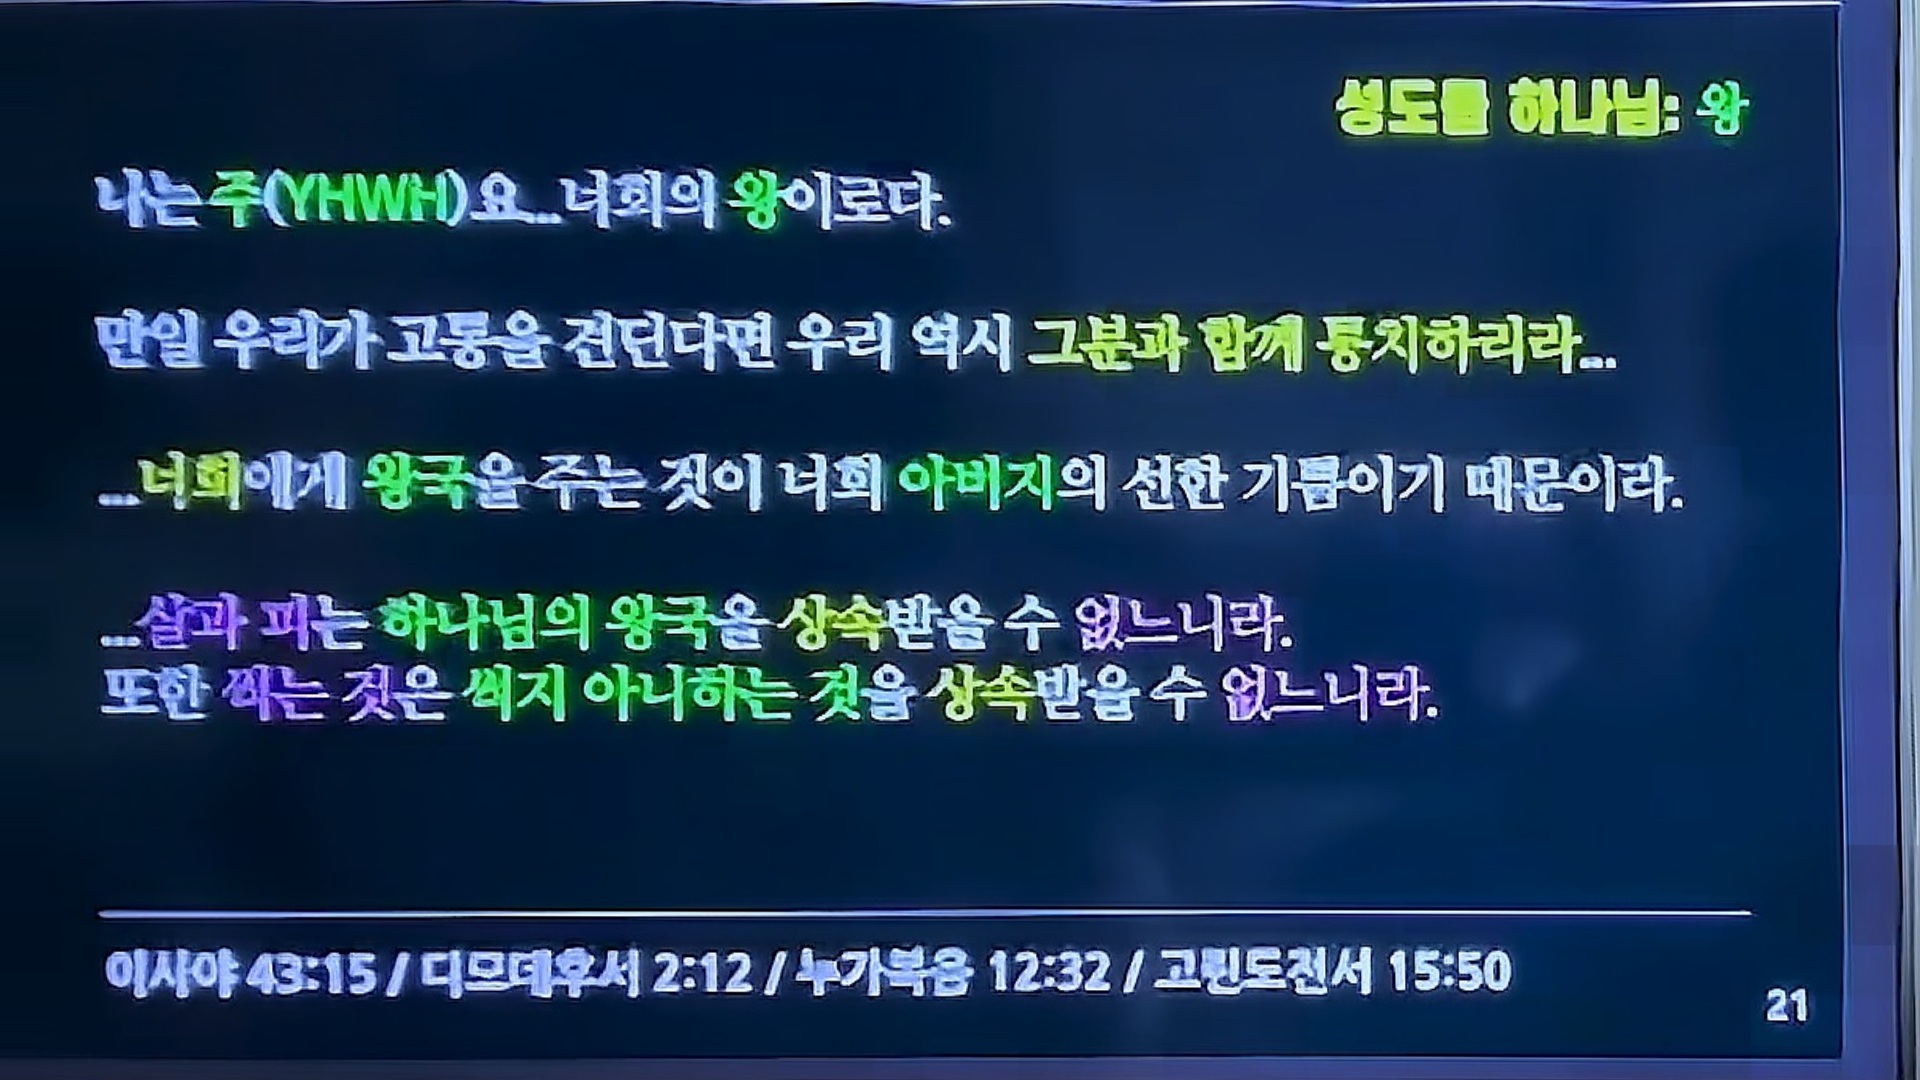 성도들 하나님: 왕
나는 주(YHWH)요...너희의 왕이로다.
만일 우리가 고통을 견딘다면 우리 역시 그분과 함께 통치하리라...
...너희에게 왕국을 주는 것이 너희 아버지의 선한 기쁨이기 때문이라.
...살과 피는 하나님의 왕국을 상속받을 수 없느니라.
또한 썩는 것은 썩지 아니하는 것을 상속받을 수 없느니라.
이사야 43:15 / 디모데후서 2:12 / 누가복음 12:32 / 고린도전서 15:50
21